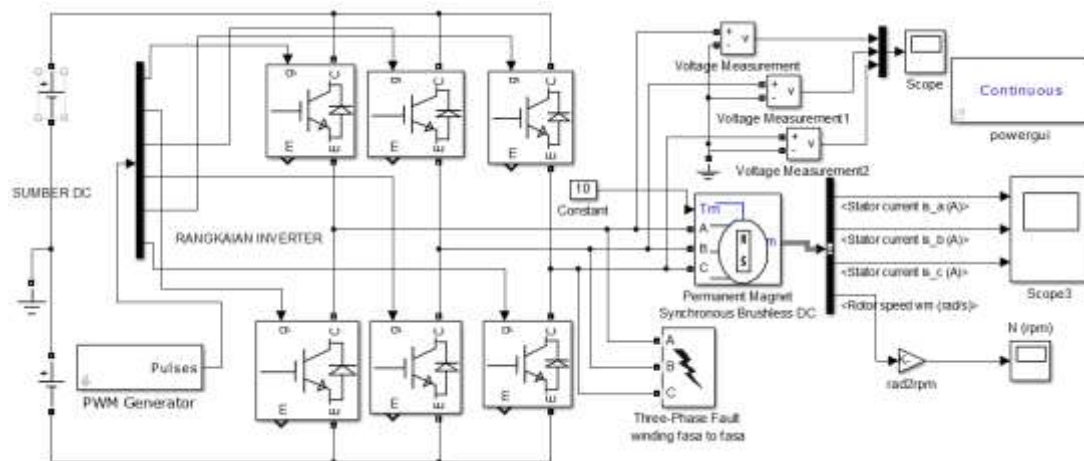 g
C
m
E
g
C
m
E
g
C
m
E
SUMBER DC
RANGKAIAN INVERTER
Pulses
PWM Generator
g
C
m
E
g
C
m
E
g
C
m
E
+
-
v
Voltage Measurement
+
-
v
Voltage Measurement1
+
-
v
Voltage Measurement2
Scope
Continuous
powergui
10
Constant
Tm
A
B
C
N
S
m
Permanent Magnet
Synchronous Brushless DC
<Stator current is_a (A)>
<Stator current is_b (A)>
<Stator current is_c (A)>
<Rotor speed wm (rad/s)>
Scope3
N (rpm)
rad2rpm
A
B
C
Three-Phase Fault
winding fasa to fasa